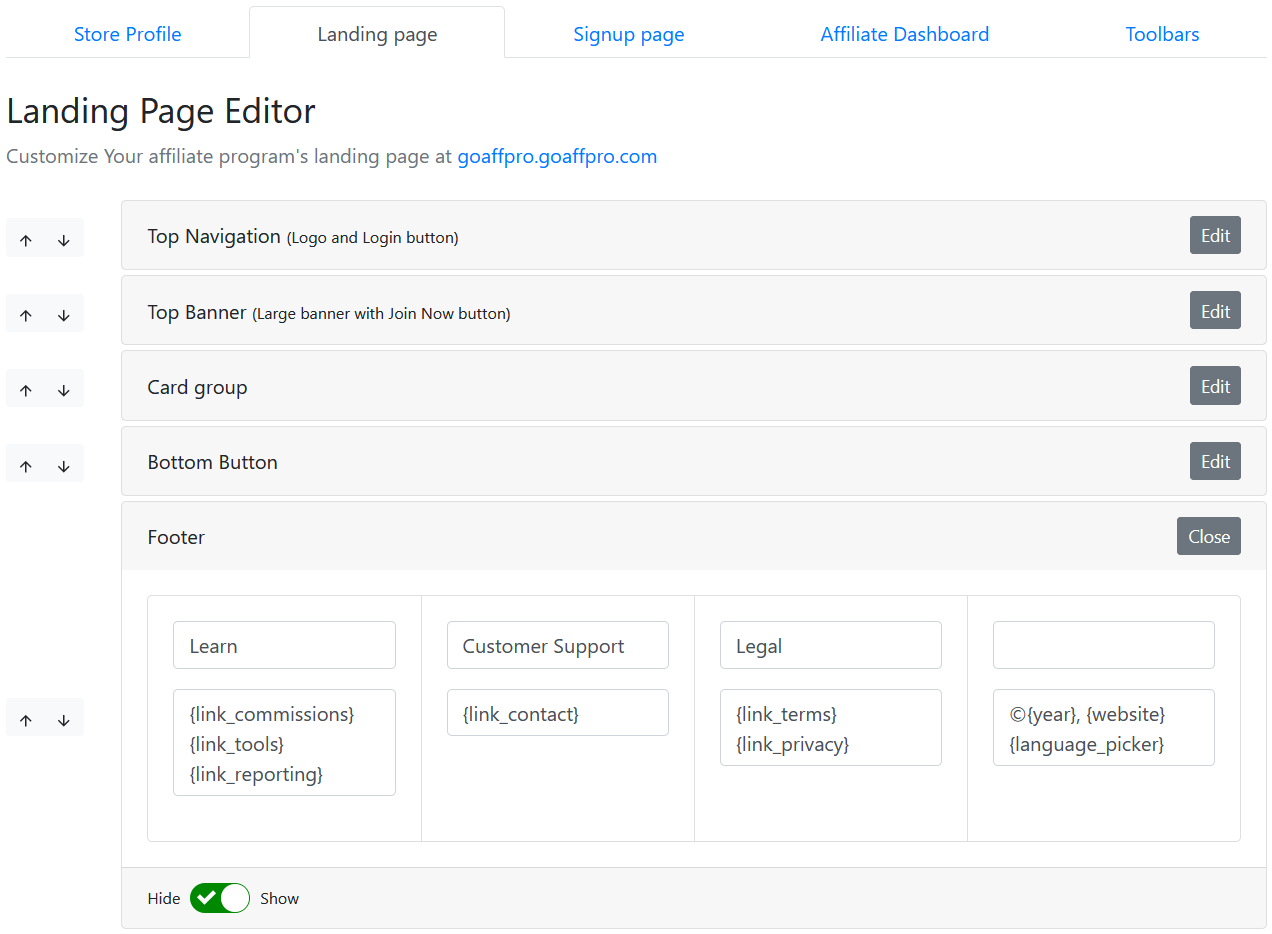 Store Profile Landing page Signup page Affiliate Dashboard Toolbars
Landing Page Editor
Customize Your affiliate program's landing page at goaffpro.goaffpro.com
Top Navigation (Logo and Login button) Edit
Top Banner (Large banner with Join Now button) Edit
Card group Edit
Bottom Button Edit
Footer Close
Learn
{link_commissions}
{link_tools}
{link_reporting}
Customer Support
{link_contact}
Legal
{link_terms}
{link_privacy}
©{year}, {website}
{language_picker}
Hide Show